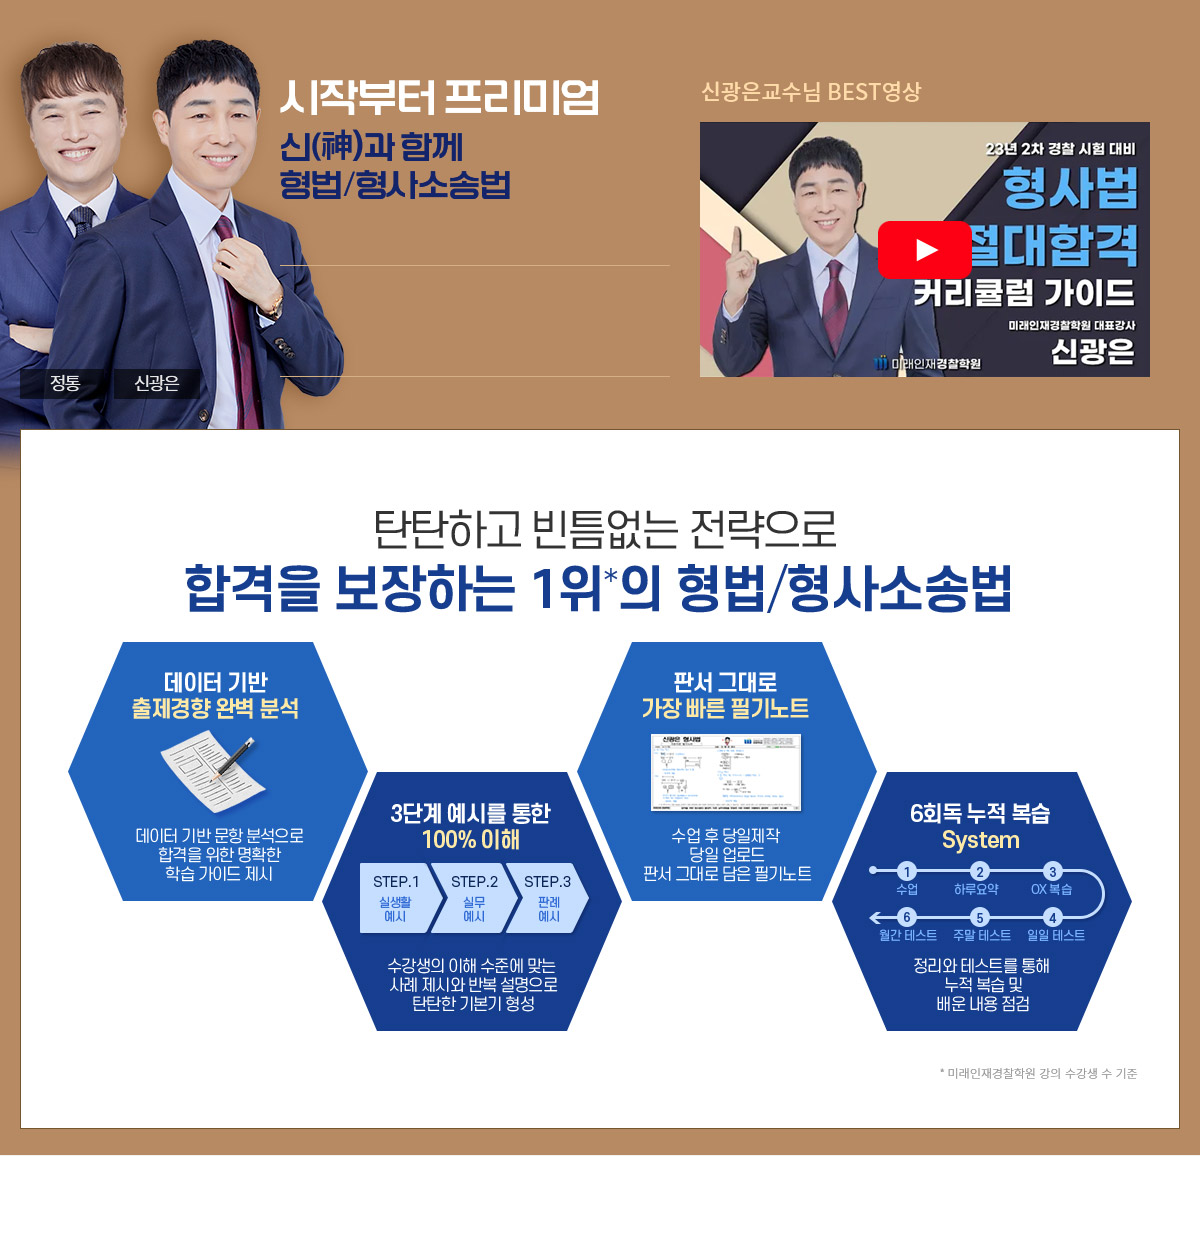 시작부터 프리미엄
신(神)과 함께
형법/형사소송법
정통
신광은
신광은교수님 BEST영상
23년 2차 경찰 시험 대비
형사법
절대합격
커리큘럼 가이드
미래인재경찰학원 대표강사
신광은
미래인재경찰학원
탄탄하고 빈틈없는 전략으로
합격을 보장하는 1위*의 형법/형사소송법
데이터 기반
출제경향 완벽 분석
데이터 기반 문항 분석으로
합격을 위한 명확한
학습 가이드 제시
3단계 예시를 통한
100% 이해
STEP.1 STEP.2 STEP.3
실생활 실무 판례
예시 예시 예시
수강생의 이해 수준에 맞는
사례 제시와 반복 설명으로
탄탄한 기본기 형성
판서 그대로
가장 빠른 필기노트
신광은 형사법
수업 후 당일제작
당일 업로드
판서 그대로 담은 필기노트
6회독 누적 복습
System
1 2 3
수업 하루요약 OX 복습
6 5 4
월간 테스트 주말 테스트 일일 테스트
정리와 테스트를 통해
누적 복습 및
배운 내용 점검
* 미래인재경찰학원 강의 수강생 수 기준